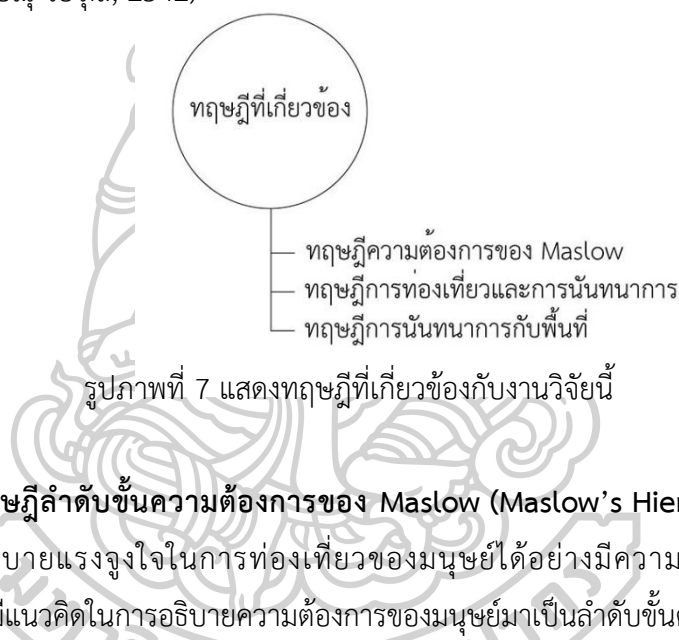 ทฤษฎีที่เกี่ยวข้อง
ทฤษฎีความต้องการของ Maslow
ทฤษฎีการท่องเที่ยวและการนันทนาการ
ทฤษฎีการนันทนาการกับพื้นที่
รูปภาพที่ 7 แสดงทฤษฎีที่เกี่ยวข้องกับงานวิจัยนี้
ษฎีลำดับขั้นความต้องการของ Maslow (Maslow's Hier
บายแรงจูงใจในการท่องเที่ยวของมนุษย์ได้อย่างมีความ
มีแนวคิดในการอธิบายความต้องการของมนุษย์มาเป็นลำดับขั้น